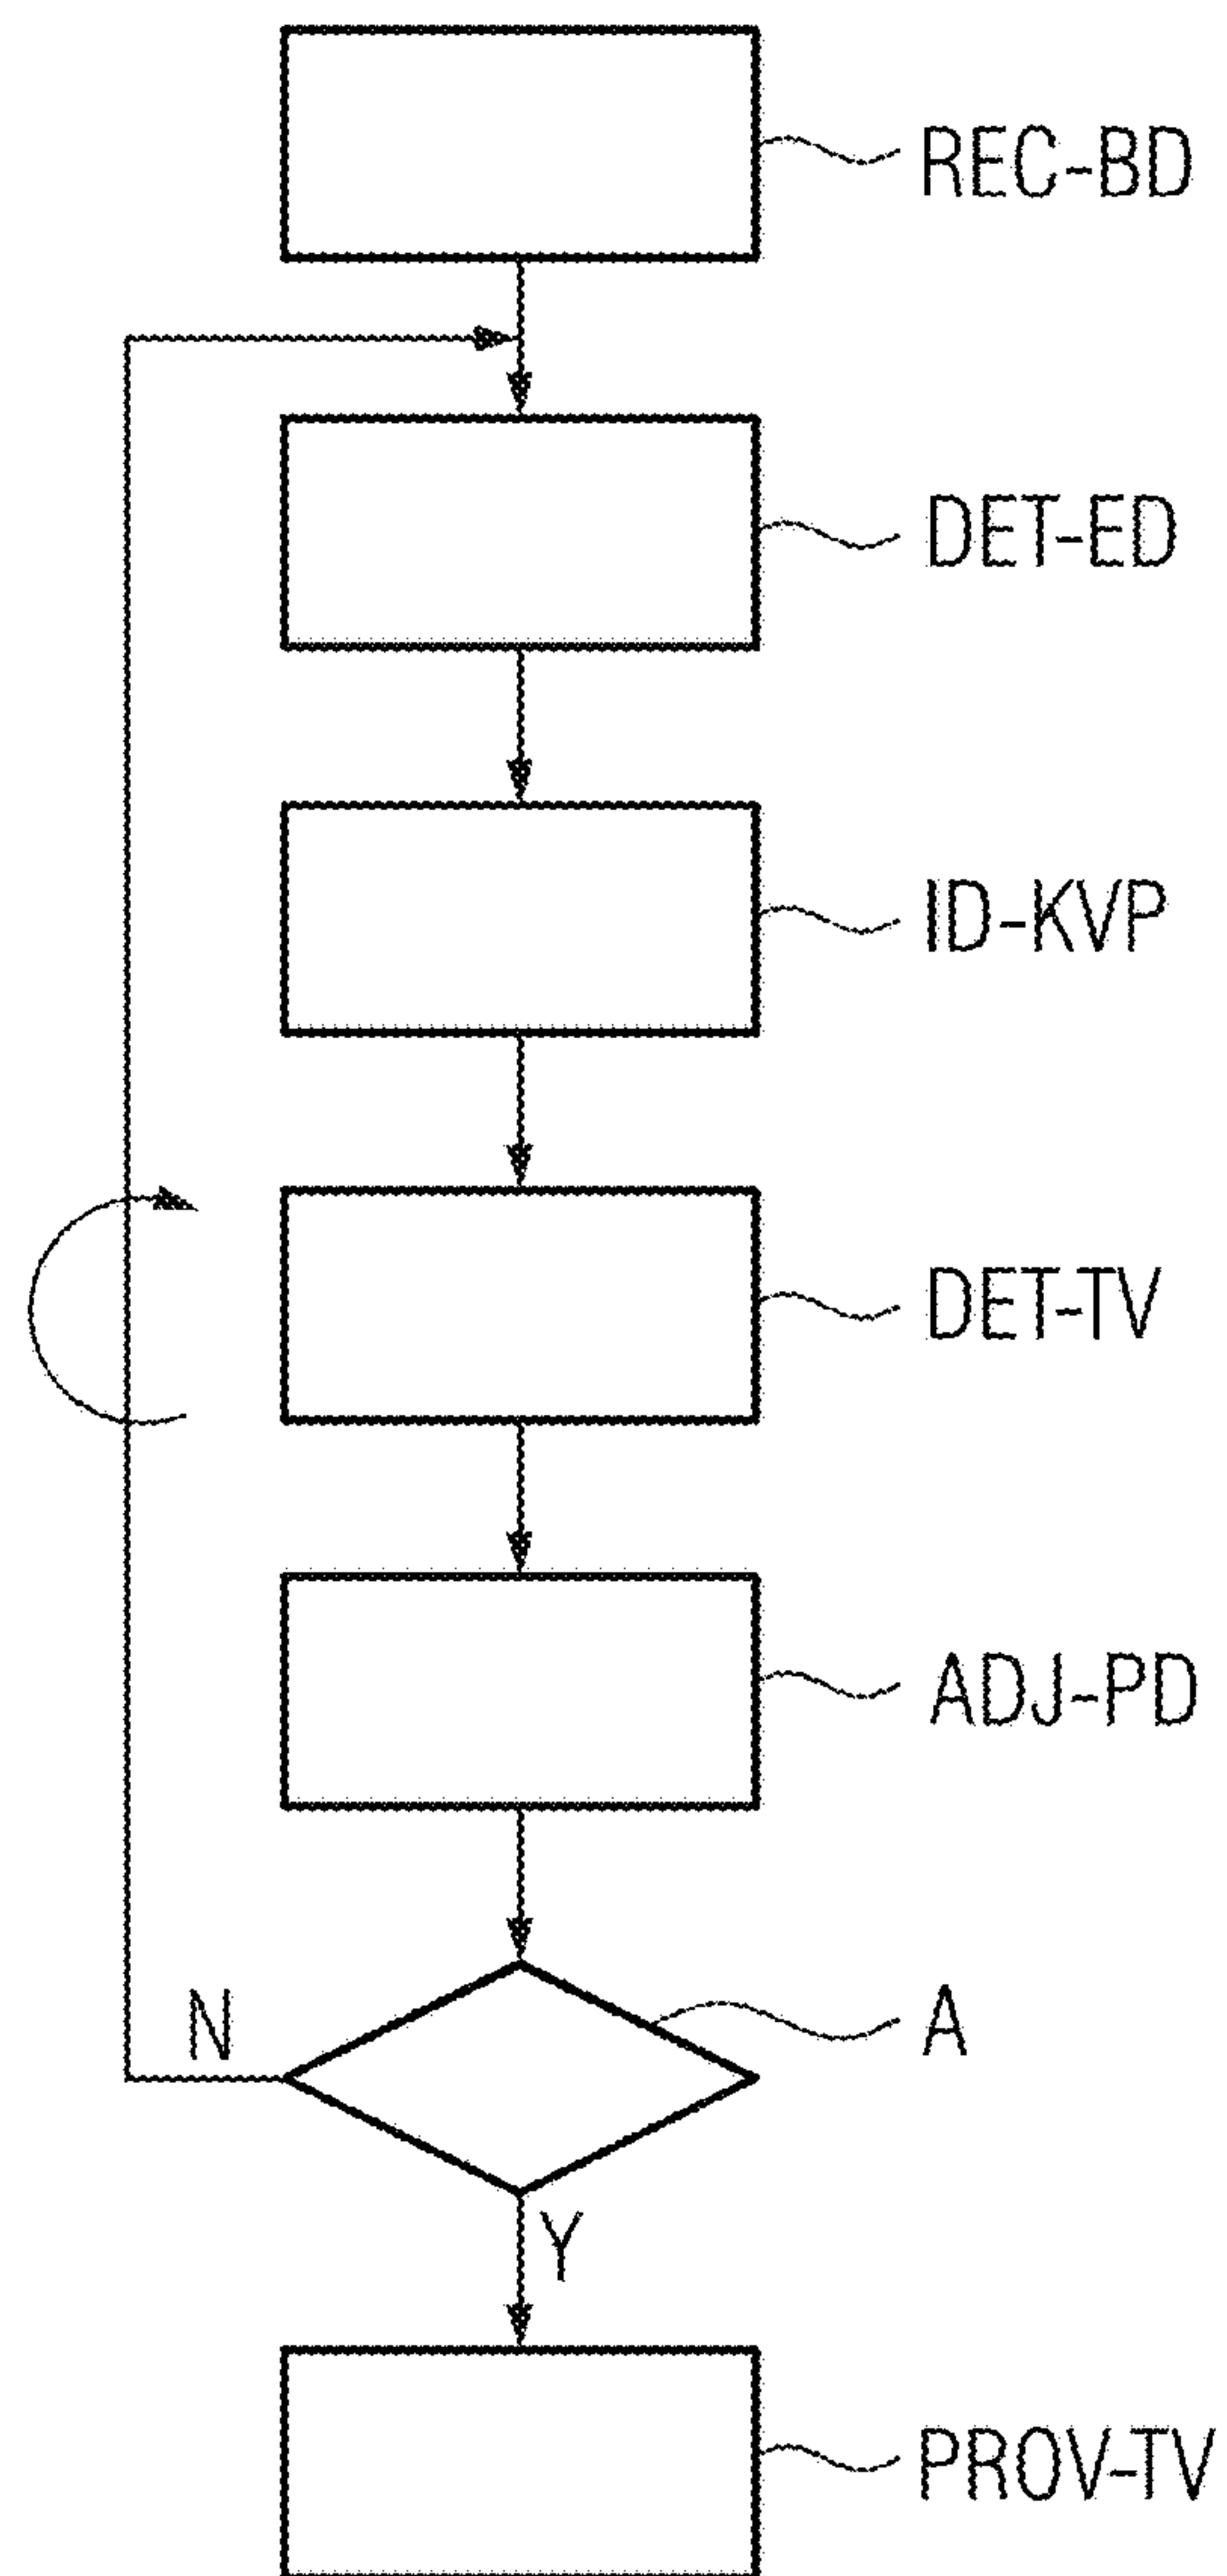 REC-BD
DET-ED
ID-KVP
DET-TV
ADJ-PD
N
A
Y
PROV-TV